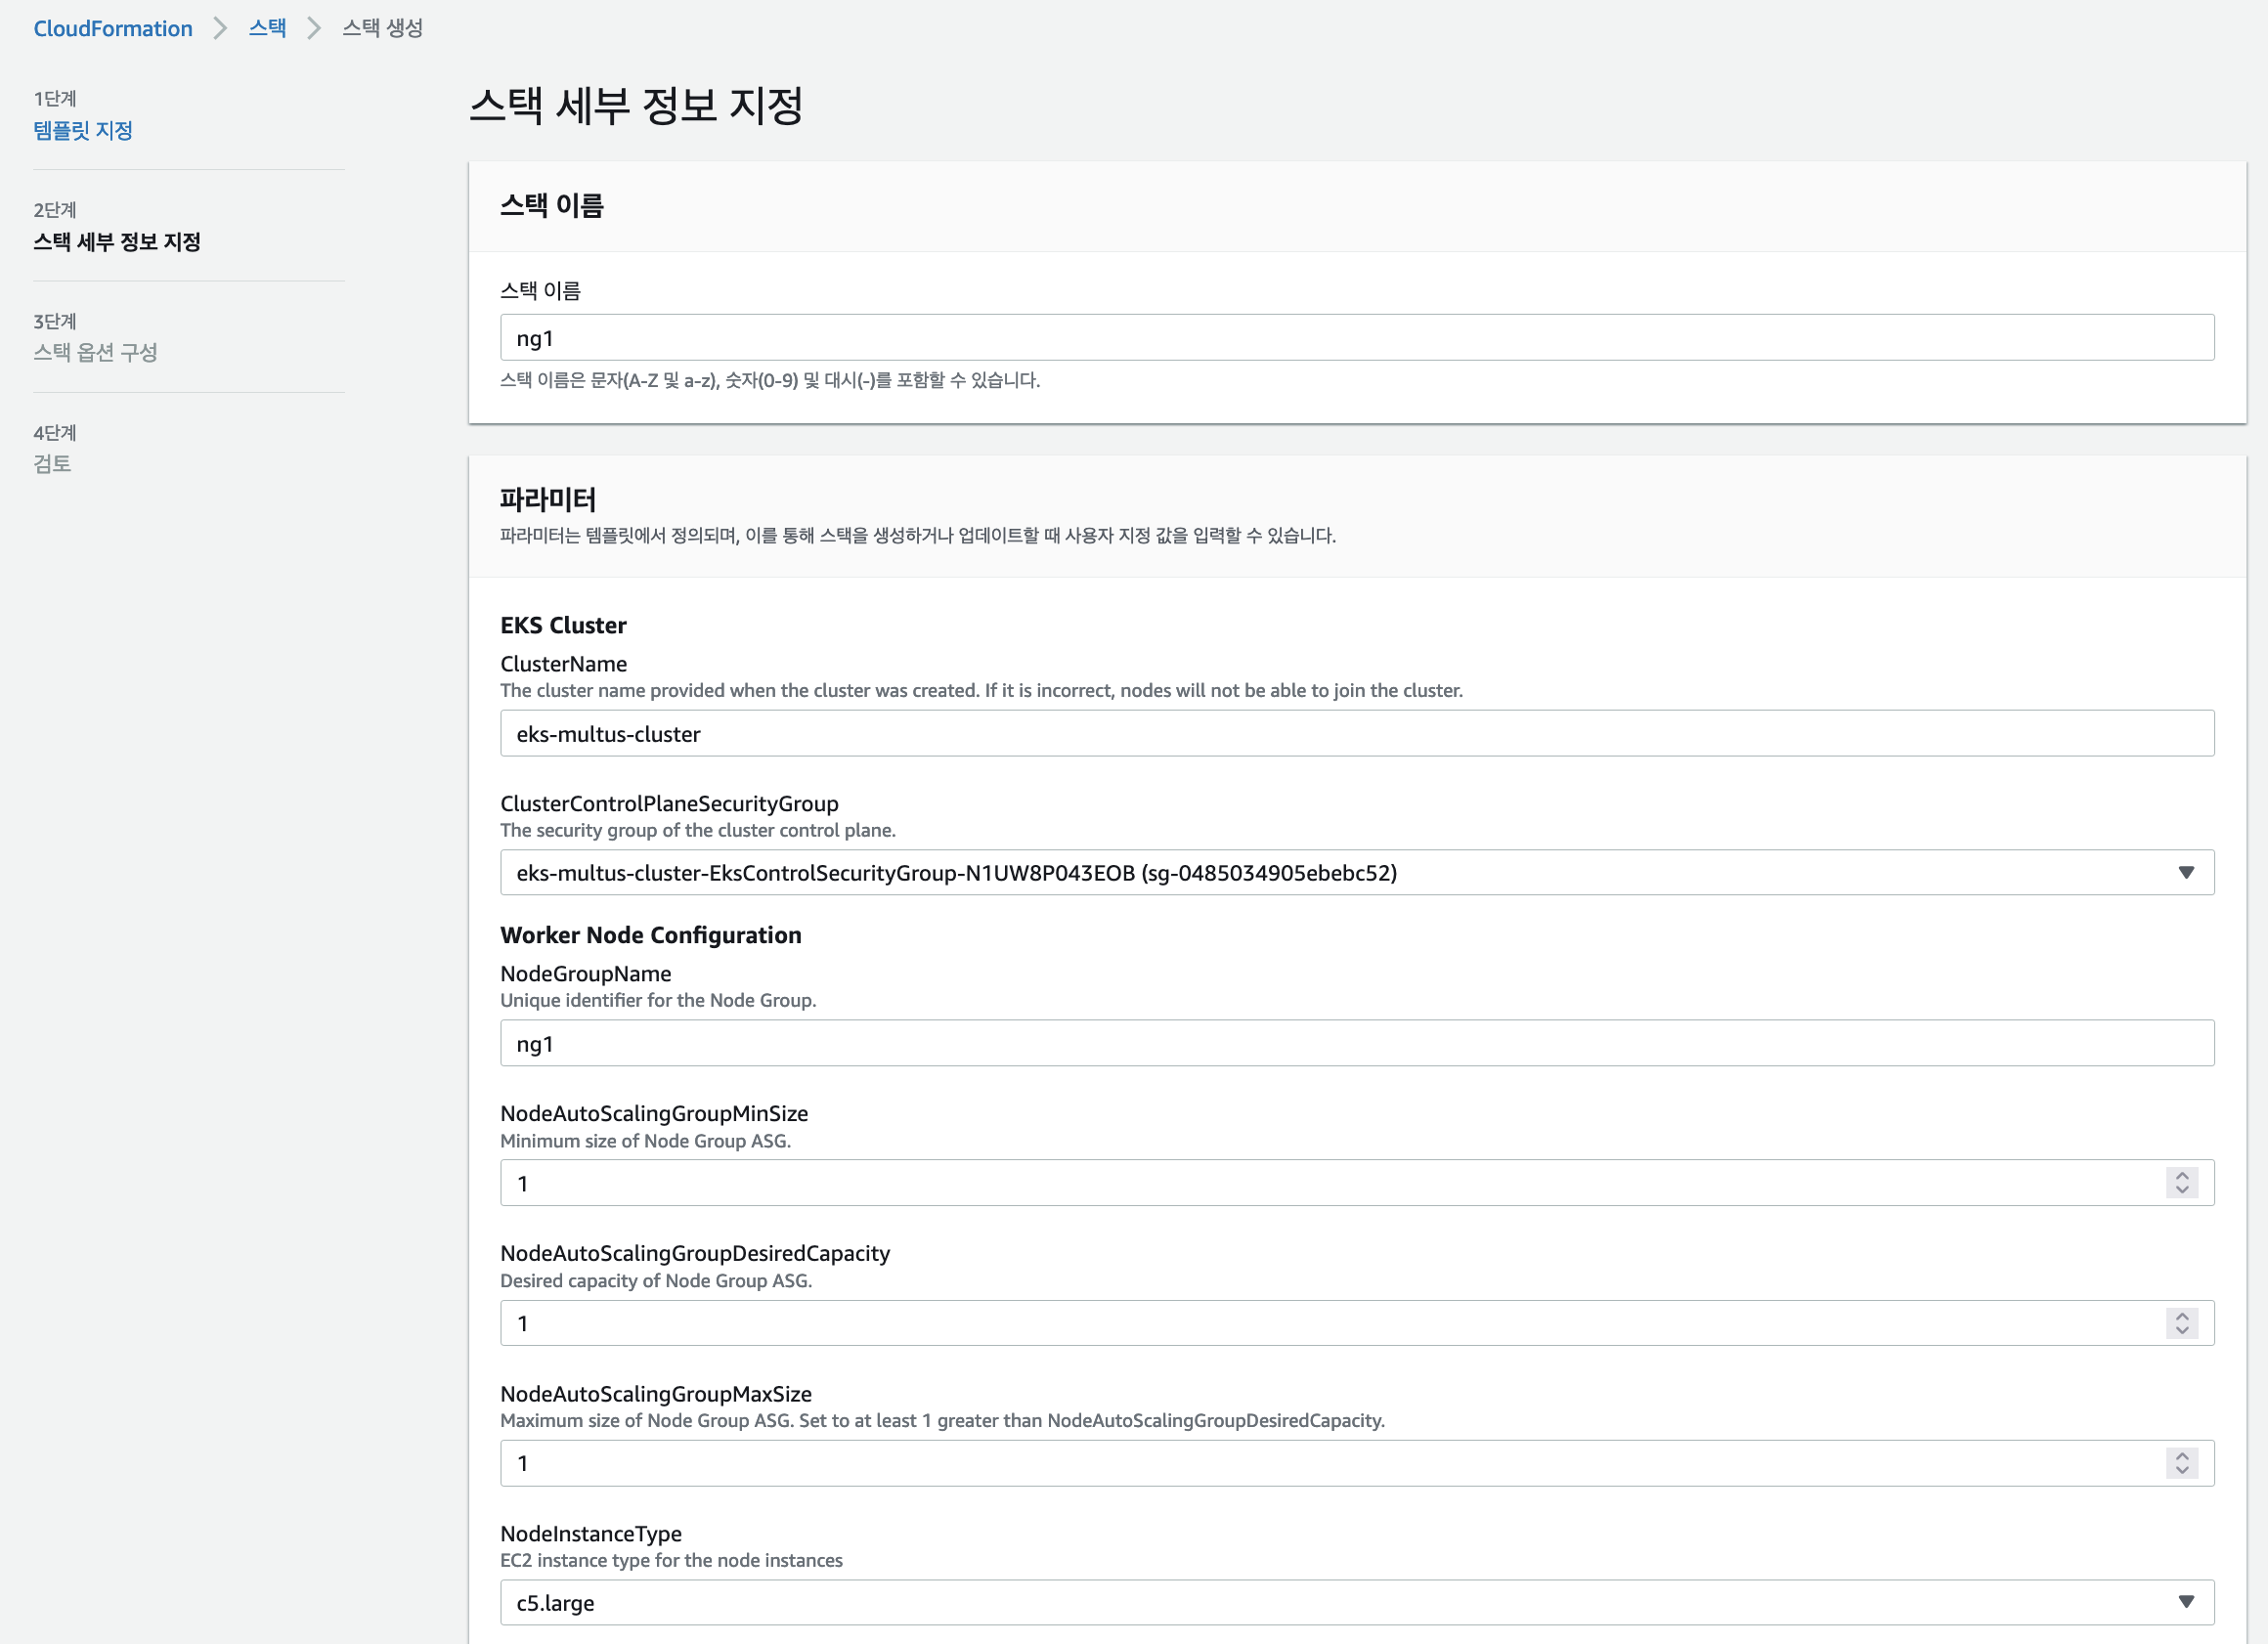 CloudFormation > 스택 > 스택 생성
1단계
템플릿 지정
2단계
스택 세부 정보 지정
3단계
스택 옵션 구성
4단계
검토
스택 세부 정보 지정
스택 이름
스택 이름
ng1
스택 이름은 문자(A-Z 및 a-z), 숫자(0-9) 및 대시(-)를 포함할 수 있습니다.
파라미터
파라미터는 템플릿에서 정의되며, 이를 통해 스택을 생성하거나 업데이트할 때 사용자 지정 값을 입력할 수 있습니다.
EKS Cluster
ClusterName
The cluster name provided when the cluster was created. If it is incorrect, nodes will not be able to join the cluster.
eks-multus-cluster
ClusterControlPlaneSecurityGroup
The security group of the cluster control plane.
eks-multus-cluster-EksControlSecurityGroup-N1UW8P043EOB (sg-0485034905ebebc52)
Worker Node Configuration
NodeGroupName
Unique identifier for the Node Group.
ng1
NodeAutoScalingGroupMinSize
Minimum size of Node Group ASG.
1
NodeAutoScalingGroupDesiredCapacity
Desired capacity of Node Group ASG.
1
NodeAutoScalingGroupMaxSize
Maximum size of Node Group ASG. Set to at least 1 greater than NodeAutoScalingGroupDesiredCapacity.
1
NodeInstanceType
EC2 instance type for the node instances
c5.large